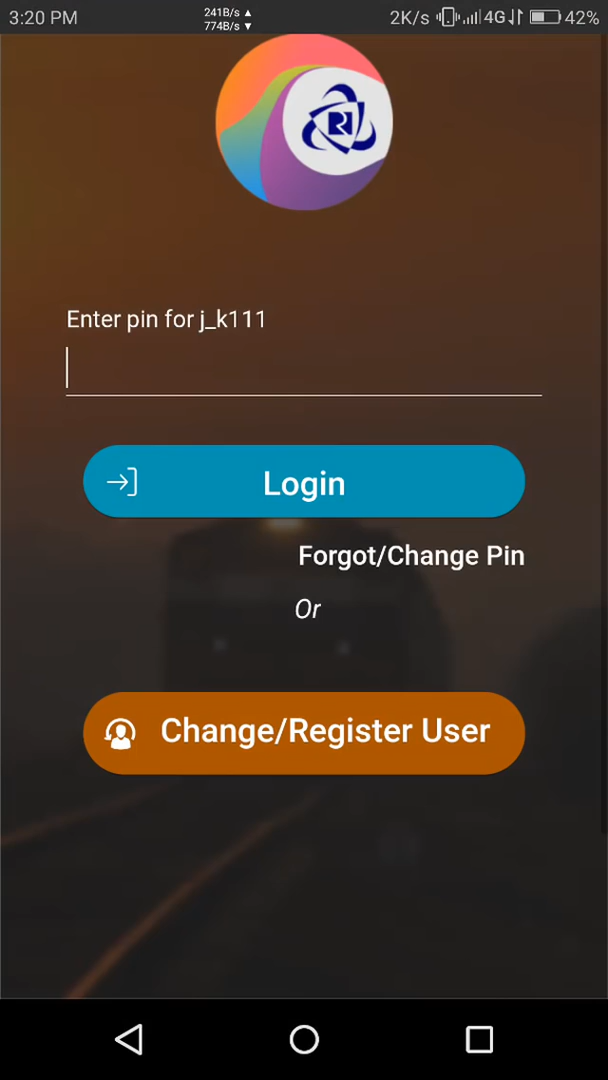 3:20 PM
241B/s ▲
774B/s ▼
2K/s
4G
42%
Enter pin for j_k111
Login
Forgot/Change Pin
Or
Change/Register User